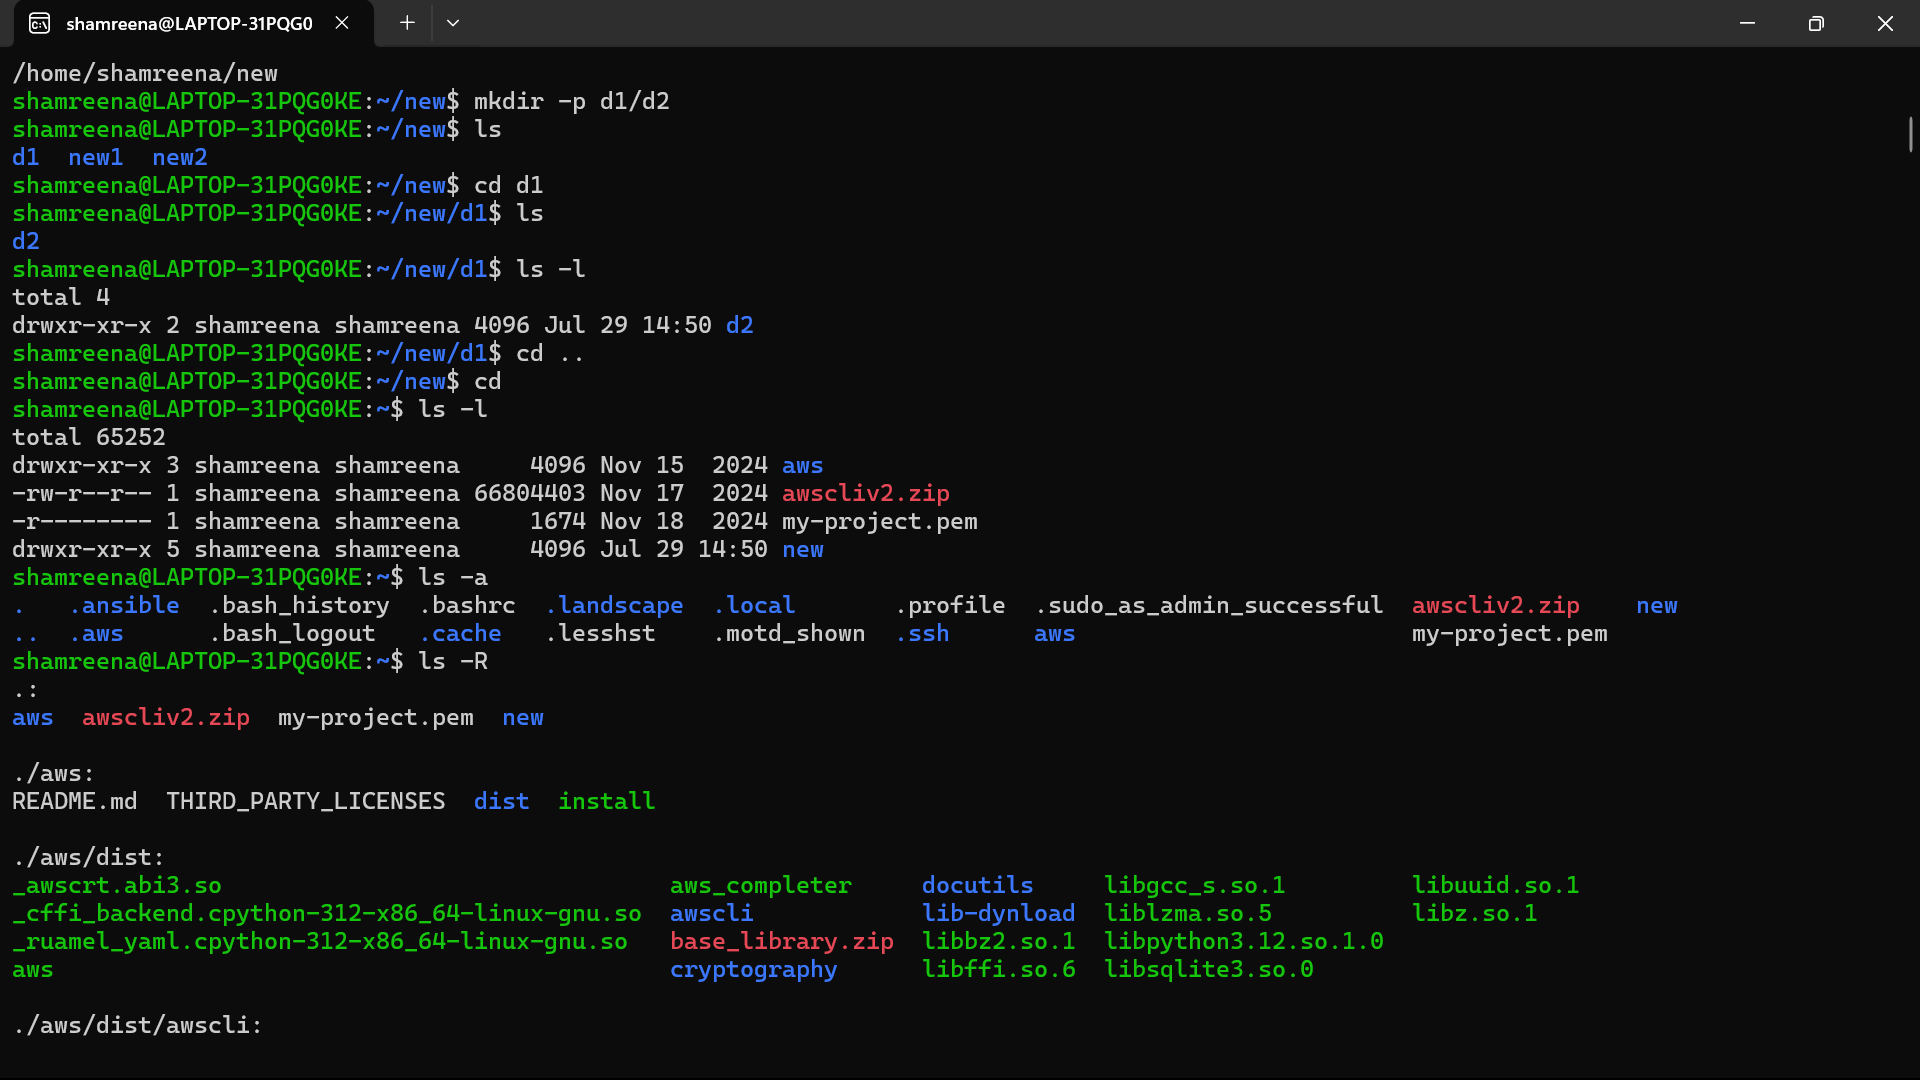 shamreena@LAPTOP-31PQG0
/home/shamreena/new
shamreena@LAPTOP-31PQG0KE:~/new$ mkdir -p d1/d2
shamreena@LAPTOP-31PQG0KE:~/new$ ls
d1  new1  new2
shamreena@LAPTOP-31PQG0KE:~/new$ cd d1
shamreena@LAPTOP-31PQG0KE:~/new/d1$ ls
d2
shamreena@LAPTOP-31PQG0KE:~/new/d1$ ls -l
total 4
drwxr-xr-x 2 shamreena shamreena 4096 Jul 29 14:50 d2
shamreena@LAPTOP-31PQG0KE:~/new/d1$ cd ..
shamreena@LAPTOP-31PQG0KE:~/new$ cd
shamreena@LAPTOP-31PQG0KE:~$ ls -l
total 65252
drwxr-xr-x 3 shamreena shamreena     4096 Nov 15  2024 aws
-rw-r--r-- 1 shamreena shamreena 66804403 Nov 17  2024 awscliv2.zip
-r-------- 1 shamreena shamreena     1674 Nov 18  2024 my-project.pem
drwxr-xr-x 5 shamreena shamreena     4096 Jul 29 14:50 new
shamreena@LAPTOP-31PQG0KE:~$ ls -a
.   .ansible  .bash_history  .bashrc  .landscape  .local       .profile  .sudo_as_admin_successful  awscliv2.zip    new
..  .aws      .bash_logout   .cache   .lesshst    .motd_shown  .ssh      aws                        my-project.pem
shamreena@LAPTOP-31PQG0KE:~$ ls -R
.:
aws  awscliv2.zip  my-project.pem  new

./aws:
README.md  THIRD_PARTY_LICENSES  dist  install

./aws/dist:
_awscrt.abi3.so                                aws_completer     docutils     libgcc_s.so.1         libuuid.so.1
_cffi_backend.cpython-312-x86_64-linux-gnu.so  awscli            lib-dynload  liblzma.so.5          libz.so.1
_ruamel_yaml.cpython-312-x86_64-linux-gnu.so   base_library.zip  libbz2.so.1  libpython3.12.so.1.0
aws                                            cryptography      libffi.so.6  libsqlite3.so.0

./aws/dist/awscli: